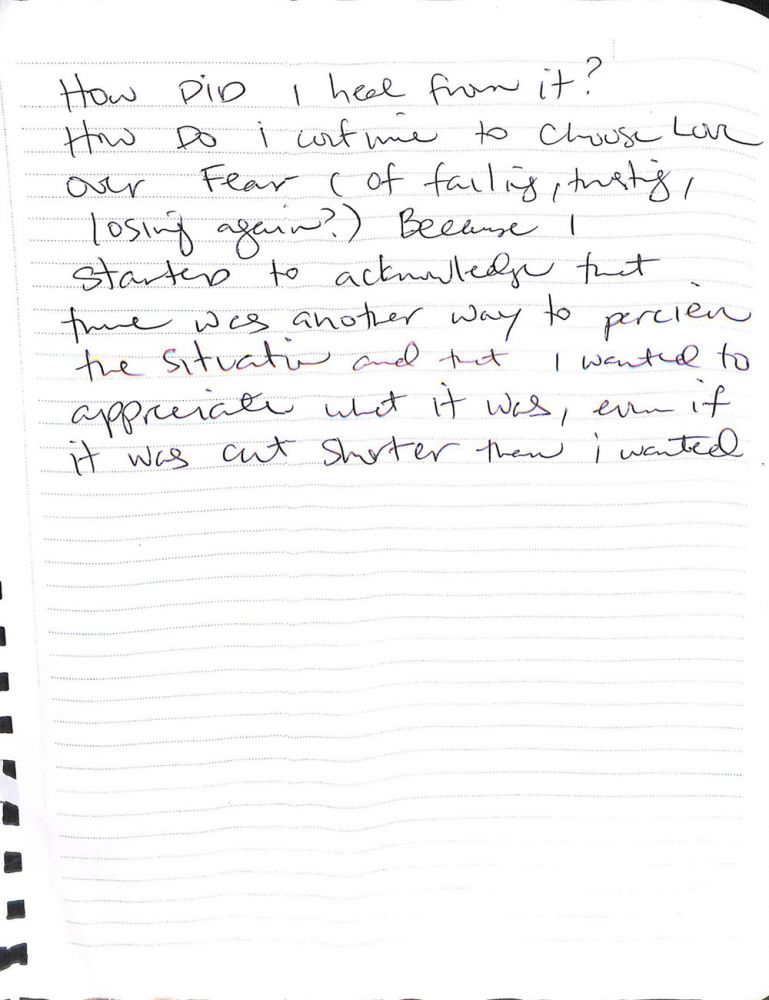 How DiD I heal from it?
How Do i continue to choose Love
over Fear ( of failing, trusting,
losing again?) Because I
started to acknowledge that
there was another way to percieve
the situation and that I wanted to
appreciate what it was, even if
it was cut shorter then i wanted